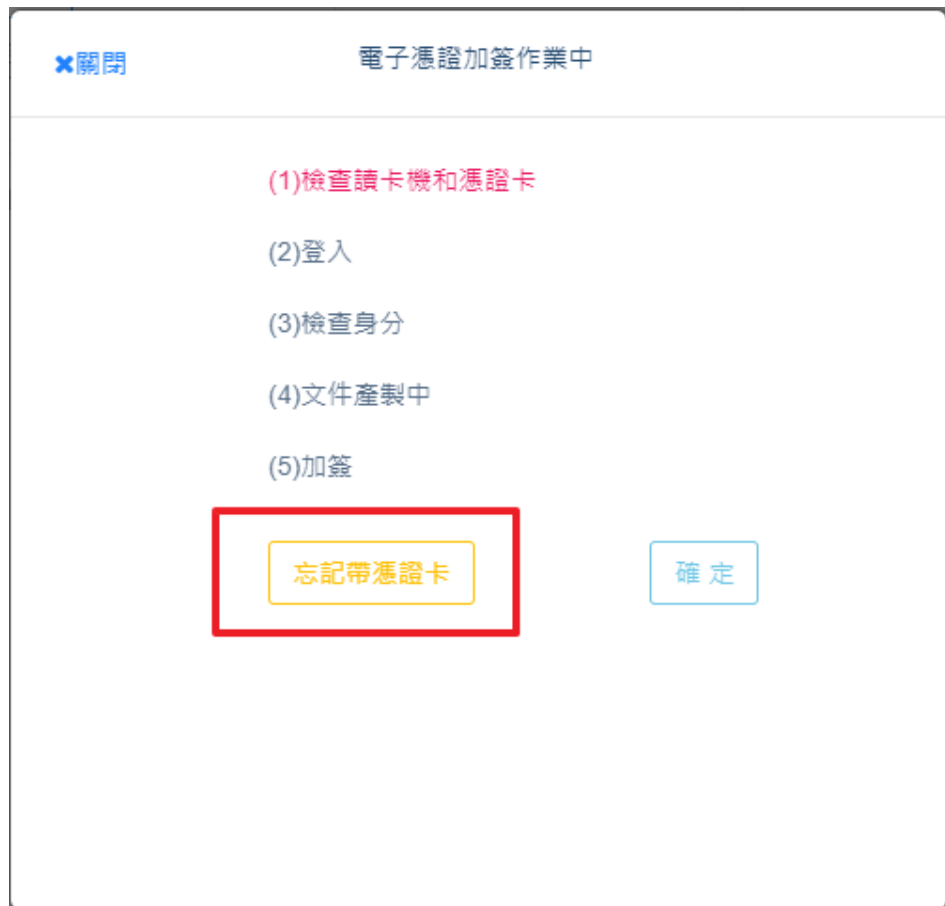 ✖關閉
電子憑證加簽作業中
(1)檢查讀卡機和憑證卡
(2)登入
(3)檢查身分
(4)文件產製中
(5)加簽
忘記帶憑證卡
確 定